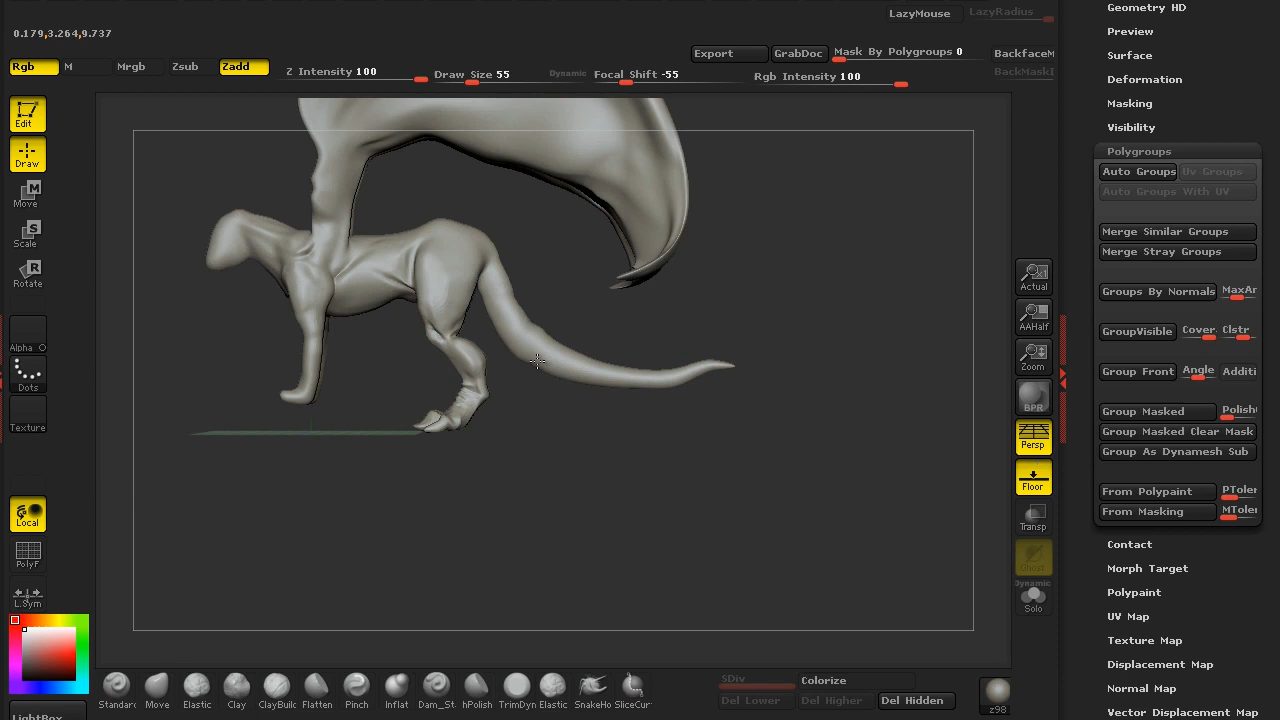 LazyMouse LazyRadius
0.179,3.264,9.737
Export GrabDoc Mask By Polygroups 0 BackfaceM
Rgb M Mrgb Zsub Zadd Z Intensity 100 Draw Size 55 Dynamic Focal Shift -55 Rgb Intensity 100 BackMaskI
Edit
Draw
Move
Scale
Rotate
Alpha O
Dots
Texture
Local
PolyF
L.Sym
LightBox
Actual
AAHalf
Zoom
BPR
Persp
Floor
Transp
Ghost
Dynamic
Solo
Geometry HD
Preview
Surface
Deformation
Masking
Visibility
Polygroups
Auto Groups Uv Groups
Auto Groups With UV
Merge Similar Groups
Merge Stray Groups
Groups By Normals MaxAn
GroupVisible Cover Clstr
Group Front Angle Additi
Group Masked Polish
Group Masked Clear Mask
Group As Dynamesh Sub
From Polypaint PToler
From Masking MToler
Contact
Morph Target
Polypaint
UV Map
Texture Map
Displacement Map
Normal Map
Vector Displacement Map
SDiv Colorize
Del Lower Del Higher Del Hidden
Standar Move Elastic Clay ClayBuil Flatten Pinch Inflat Dam_St hPolish TrimDyn Elastic SnakeHo SliceCur
z98